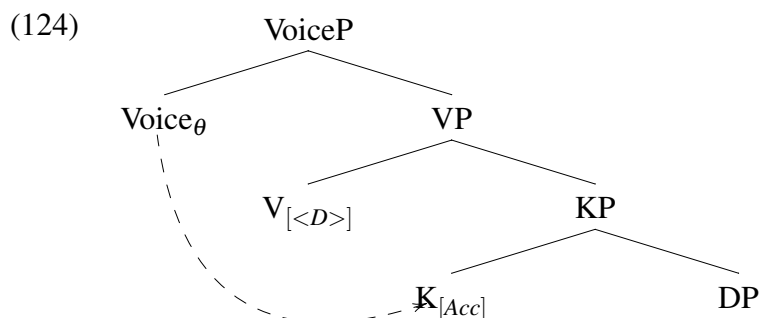 (124) VoiceP
Voiceθ VP
V[<D>] KP
K[Acc] DP